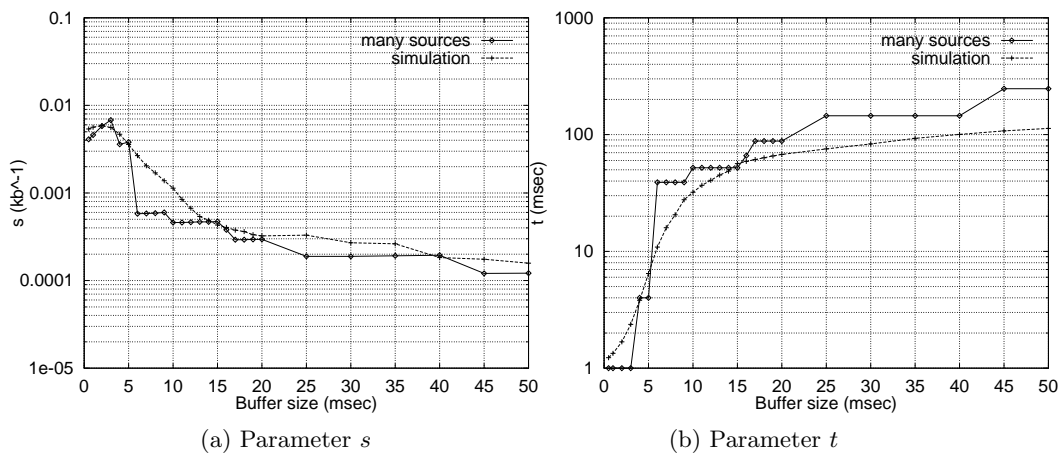 0.1
0.01
0.001
0.0001
1e-05
s (kb^-1)
many sources
simulation
0 5 10 15 20 25 30 35 40 45 50
Buffer size (msec)
(a) Parameter s
1000
100
10
1
t (msec)
many sources
simulation
0 5 10 15 20 25 30 35 40 45 50
Buffer size (msec)
(b) Parameter t